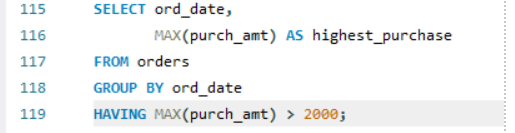 115 SELECT ord_date,
116 MAX(purch_amt) AS highest_purchase
117 FROM orders
118 GROUP BY ord_date
119 HAVING MAX(purch_amt) > 2000;